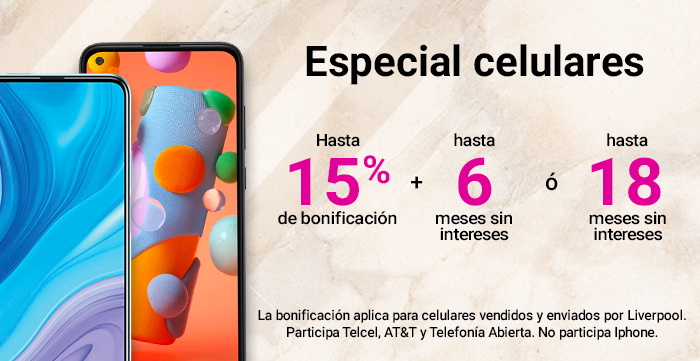 Especial celulares
Hasta
15%
de bonificación
+
hasta
6
meses sin
intereses
ó
hasta
18
meses sin
intereses
La bonificación aplica para celulares vendidos y enviados por Liverpool.
Participa Telcel, AT&T y Telefonía Abierta. No participa Iphone.